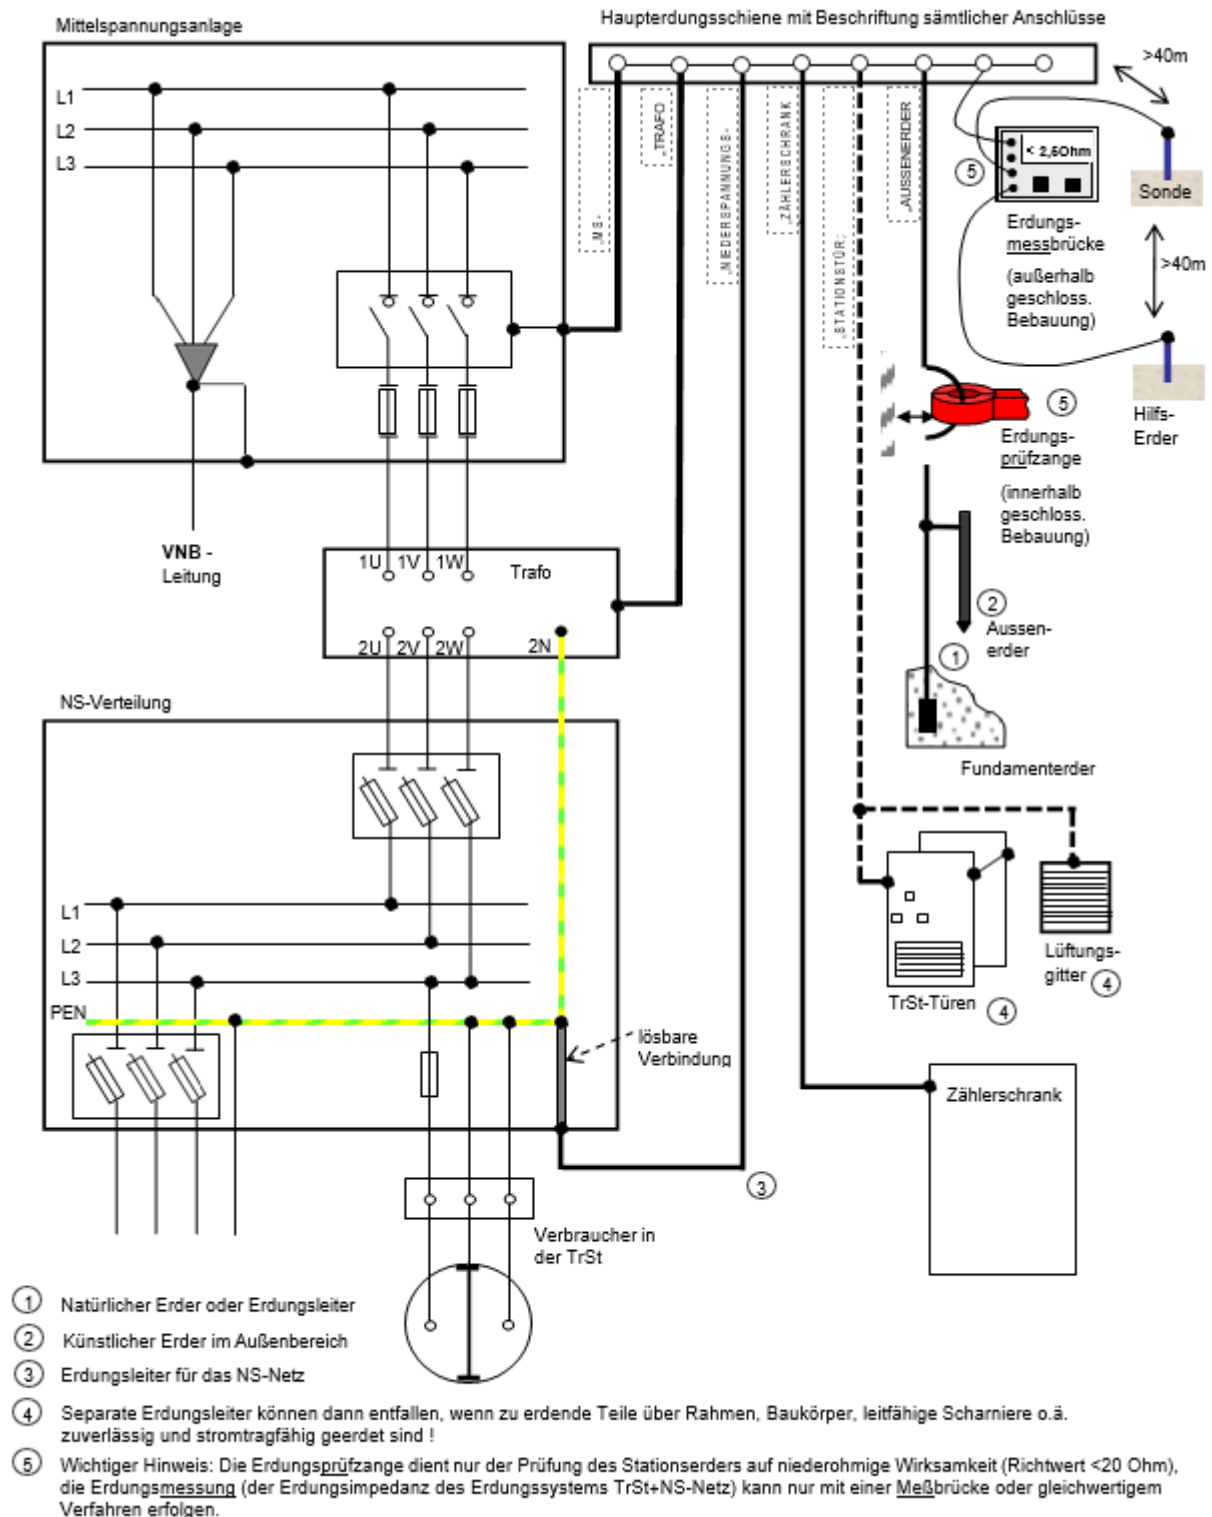 Mittelspannungsanlage
Haupterdungsschiene mit Beschriftung sämtlicher Anschlüsse
>40m
L1
L2
L3
„MS-
„TRAFO
„NIEDERSPANNUNGS-
„ZÄHLERSCHRANK
„STATIONSTÜR;
„AUSSENERDER
5
< 2,5Ohm
Sonde
Erdungs-
messbrücke
(außerhalb
geschloss.
Bebauung)
>40m
Hilfs-
Erder
5
Erdungs-
prüfzange
(innerhalb
geschloss.
Bebauung)
VNB -
Leitung
1U 1V 1W
Trafo
2U 2V 2W
2N
2
Aussen-
erder
1
Fundamenterder
NS-Verteilung
L1
L2
L3
PEN
lösbare
Verbindung
TrSt-Türen
4
Lüftungs-
gitter
4
Zählerschrank
3
Verbraucher in
der TrSt
1 Natürlicher Erder oder Erdungsleiter
2 Künstlicher Erder im Außenbereich
3 Erdungsleiter für das NS-Netz
4 Separate Erdungsleiter können dann entfallen, wenn zu erdende Teile über Rahmen, Baukörper, leitfähige Scharniere o.ä.
zuverlässig und stromtragfähig geerdet sind !
5 Wichtiger Hinweis: Die Erdungsprüfzange dient nur der Prüfung des Stationserders auf niederohmige Wirksamkeit (Richtwert <20 Ohm),
die Erdungsmessung (der Erdungsimpedanz des Erdungssystems TrSt+NS-Netz) kann nur mit einer Meßbrücke oder gleichwertigem
Verfahren erfolgen.